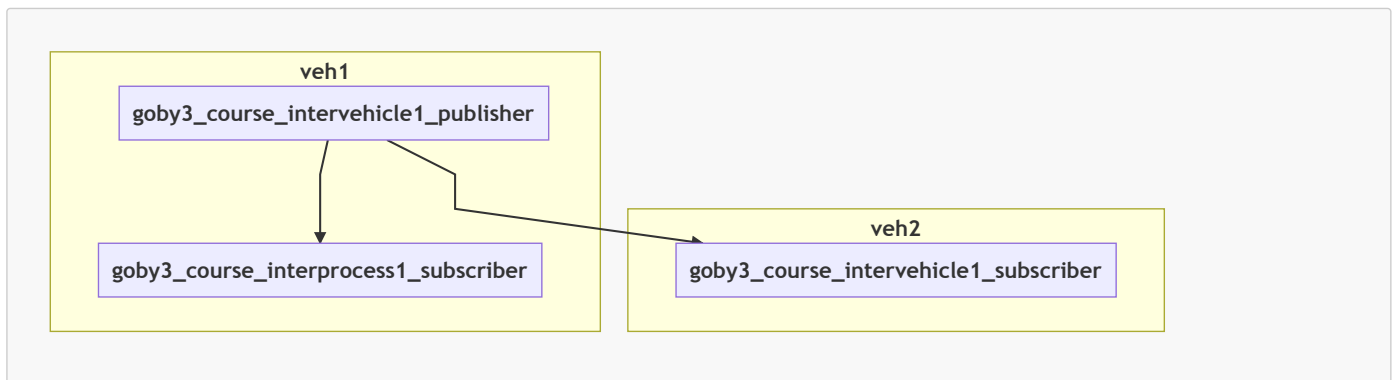 veh1
goby3_course_intervehicle1_publisher
goby3_course_interprocess1_subscriber
veh2
goby3_course_intervehicle1_subscriber